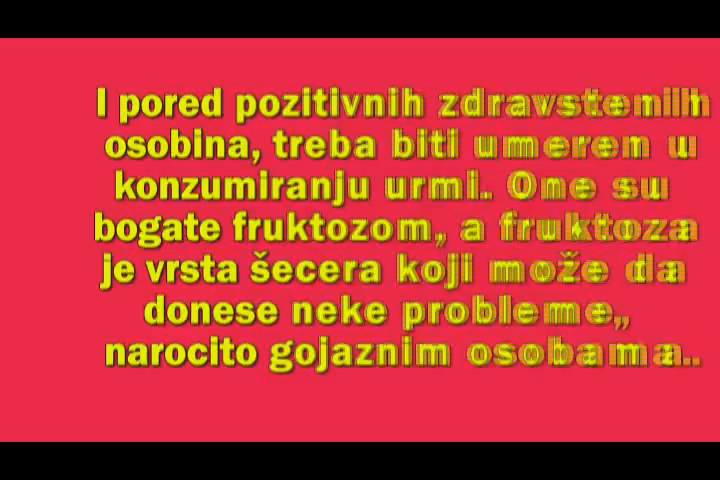 I pored pozitivnih zdravstenih
osobina, treba biti umeren u
konzumiranju urmi. One su
bogate fruktozom, a fruktoza
je vrsta šecera koji može da
donese neke probleme,
narocito gojaznim osobama.